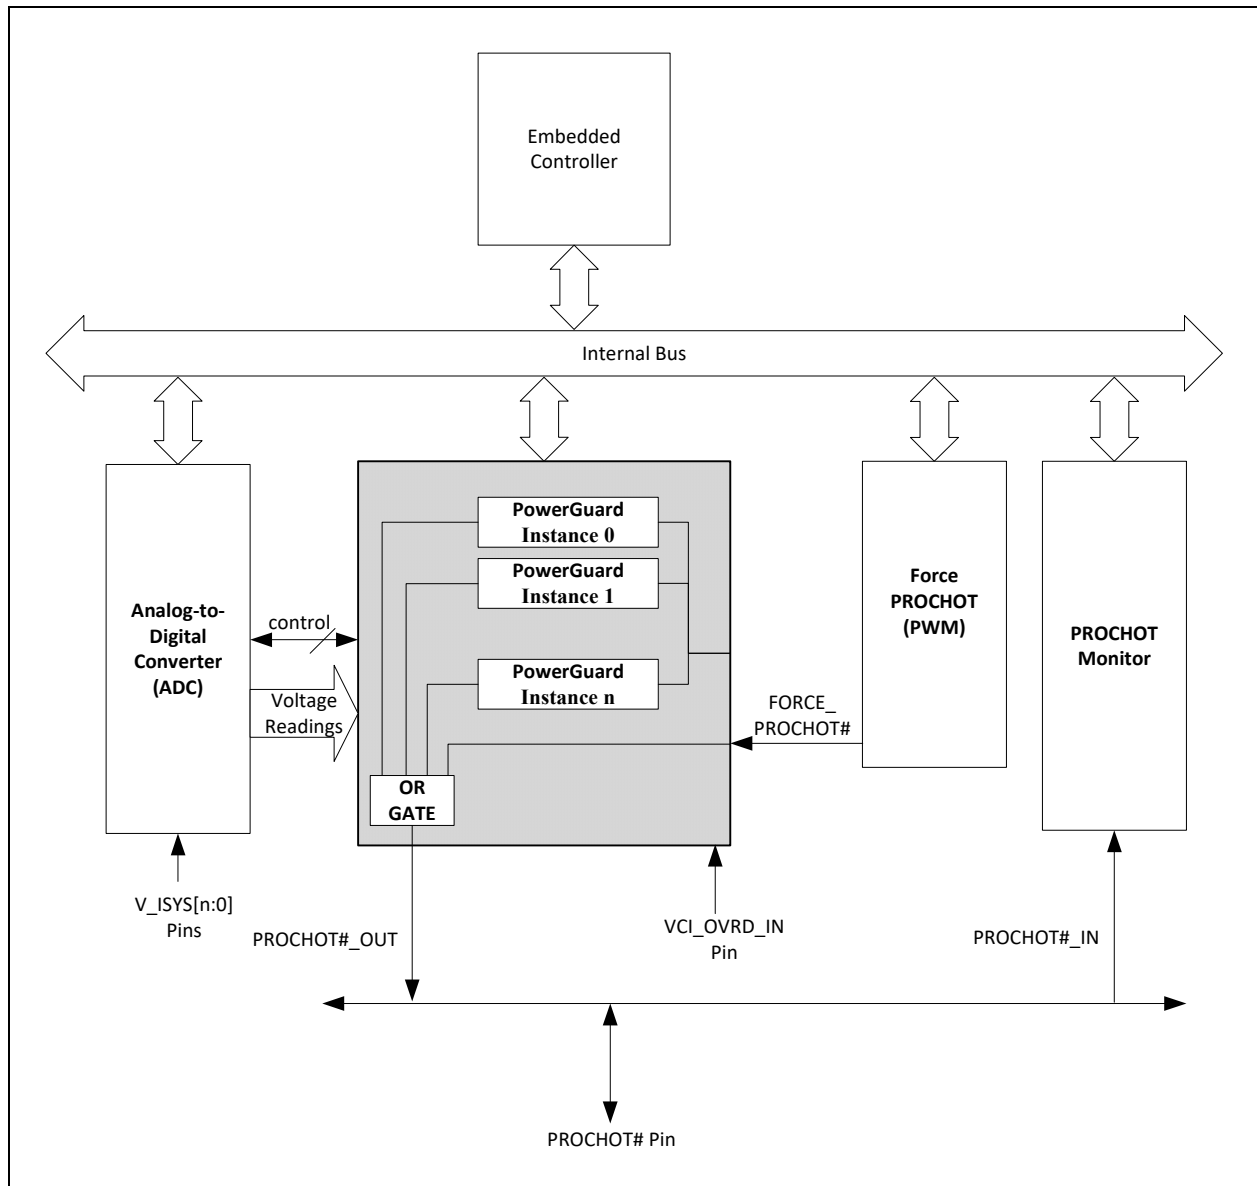 Embedded
Controller
Internal Bus
Analog-to-
Digital
Converter
(ADC)
control
Voltage
Readings
PowerGuard
Instance 0
PowerGuard
Instance 1
PowerGuard
Instance n
OR
GATE
FORCE_
PROCHOT#
Force
PROCHOT
(PWM)
PROCHOT
Monitor
V_ISYS[n:0]
Pins
PROCHOT#_OUT
VCI_OVRD_IN
Pin
PROCHOT#_IN
PROCHOT# Pin